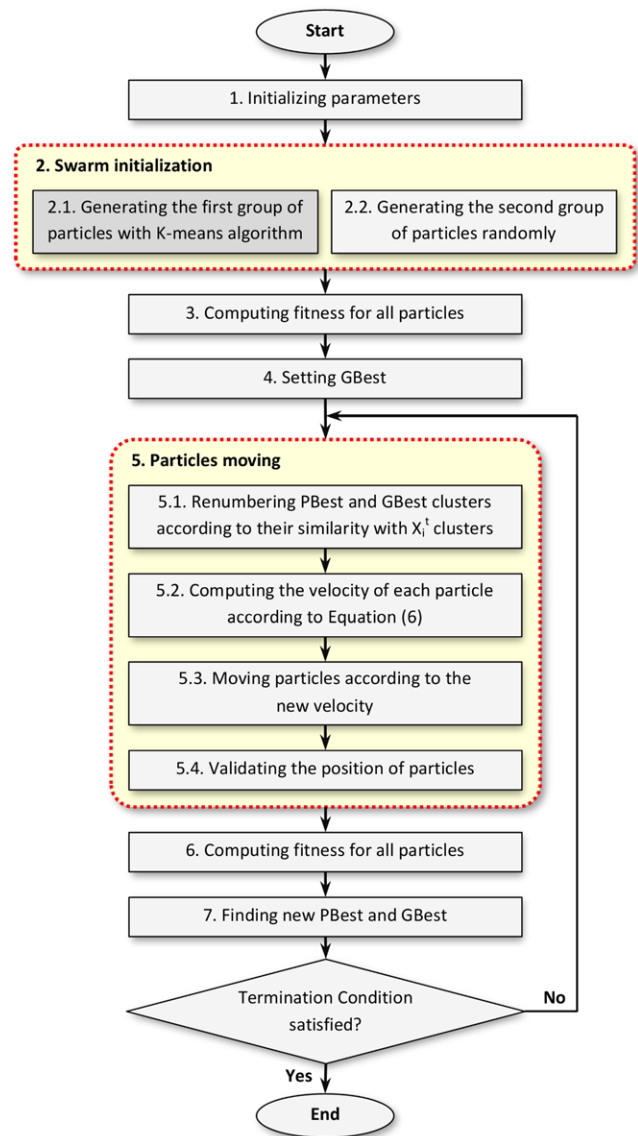 Start
1. Initializing parameters
2. Swarm initialization
2.1. Generating the first group of
particles with K-means algorithm
2.2. Generating the second group
of particles randomly
3. Computing fitness for all particles
4. Setting GBest
5. Particles moving
5.1. Renumbering PBest and GBest clusters
according to their similarity with Xᵢᵗ clusters
5.2. Computing the velocity of each particle
according to Equation (6)
5.3. Moving particles according to the
new velocity
5.4. Validating the position of particles
6. Computing fitness for all particles
7. Finding new PBest and GBest
Termination Condition
satisfied?
No
Yes
End